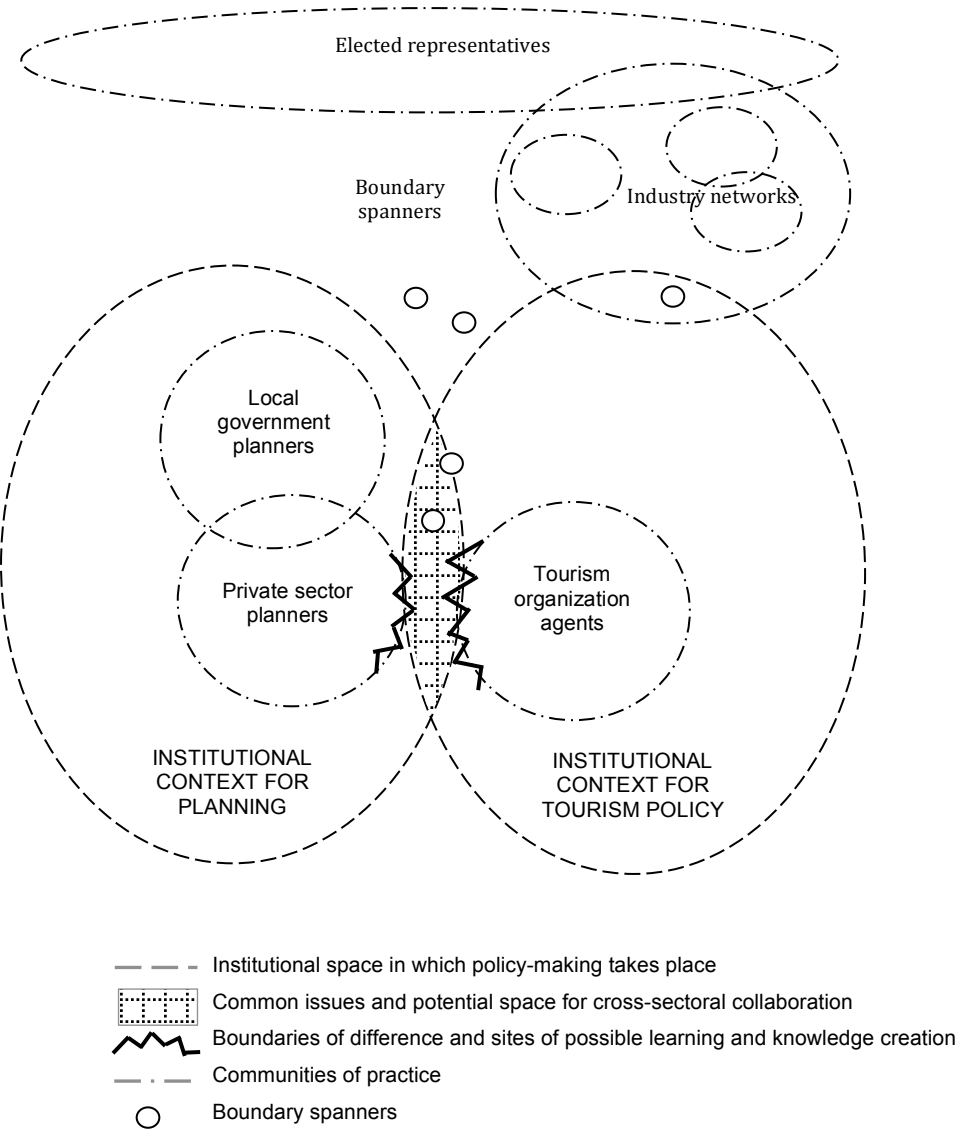 Elected representatives
Boundary
spanners
Industry networks
Local
government
planners
Private sector
planners
Tourism
organization
agents
INSTITUTIONAL
CONTEXT FOR
PLANNING
INSTITUTIONAL
CONTEXT FOR
TOURISM POLICY
Institutional space in which policy-making takes place
Common issues and potential space for cross-sectoral collaboration
Boundaries of difference and sites of possible learning and knowledge creation
Communities of practice
Boundary spanners